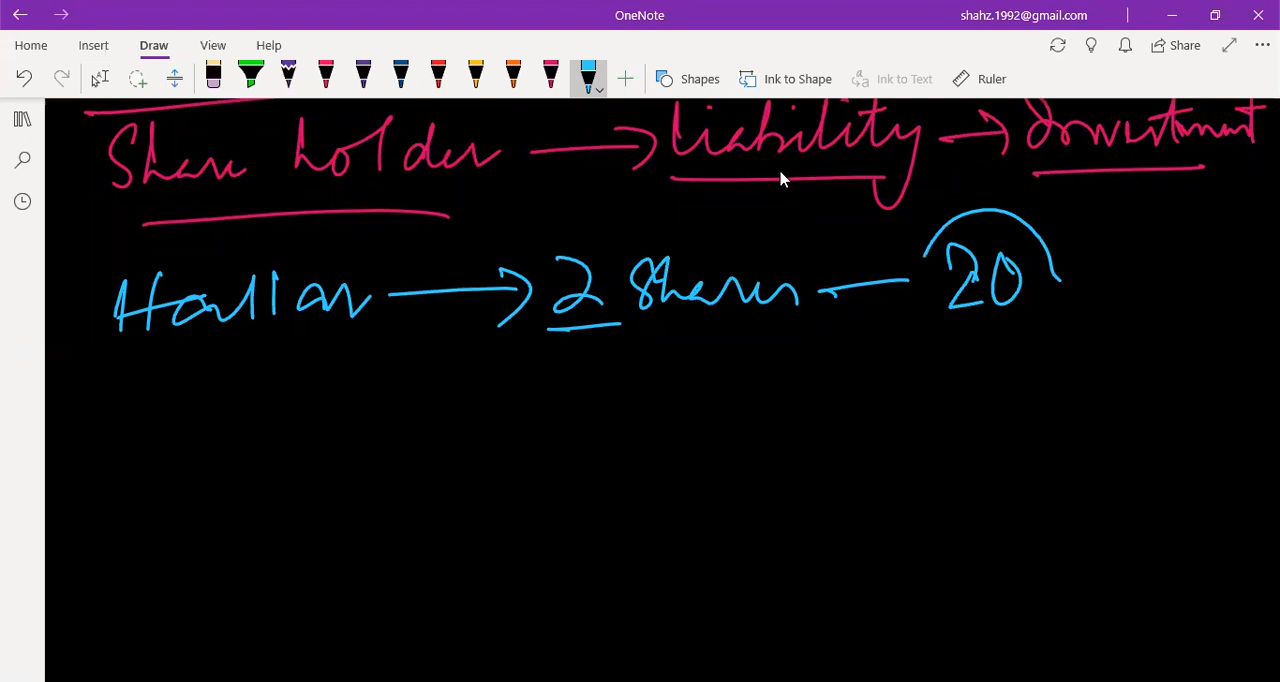 OneNote
shahz.1992@gmail.com
Home Insert Draw View Help
Share
Shapes Ink to Shape Ink to Text Ruler
Share holder → Liability → Investment
→ 2 Shares — 20